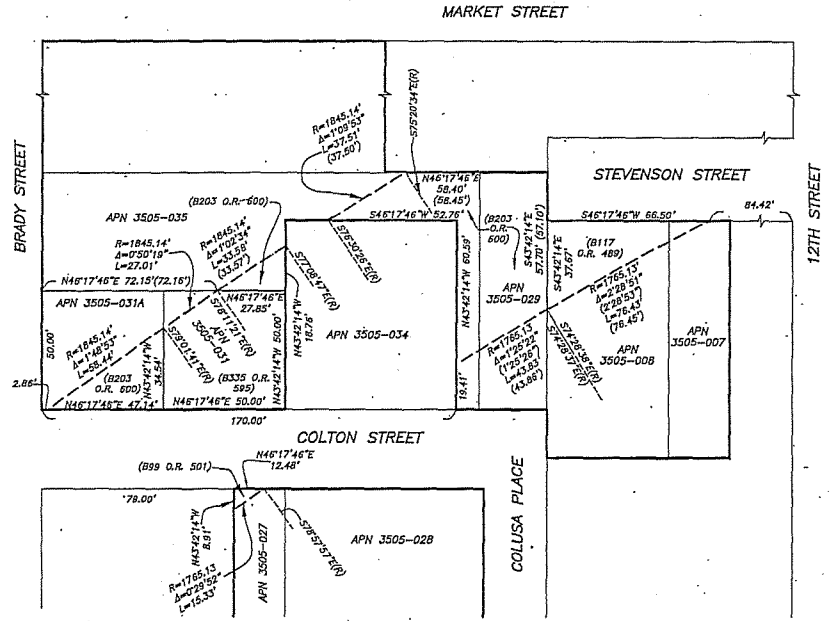 MARKET STREET
BRADY STREET
STEVENSON STREET
12TH STREET
84.42'
R=1845.14'
Δ=1°09'53"
L=37.51'
(37.50')
S75°20'34"E(R)
N46°17'46"E
58.40'
(58.45')
S46°17'46"W 52.76'
(B203
O.R.
600)
S43°42'14"E
57.70' (57.10')
S43°42'14"E
37.67'
S46°17'46"W 66.50'
(B203 O.R. 600)
APN 3505-035
R=1845.14'
Δ=0°50'19"
L=27.01'
R=1845.14'
Δ=1°02'34"
L=33.58'
(33.57')
N46°17'46"E 72.15'(72.16')
N46°17'46"E
27.85'
S76°30'26"E(R)
S77°08'47"E(R)
S78°11'21"E(R)
S79°01'41"E(R)
APN 3505-031A
APN
3505-031
N43°42'14"W
18.76'
N43°42'14"W 50.00'
APN 3505-034
N43°42'14"W 60.59'
19.41'
APN
3505-029
(B117
O.R. 489)
R=1765.13'
Δ=2°28'51"
(2°28'53")
L=76.43'
(76.45')
R=1765.13
Δ=1°25'22"
(1°25'26")
L=43.83'
(43.86')
S74°28'38"E(R)
S74°28'37"E(R)
APN
3505-008
APN
3505-007
50.00'
R=1845.14'
Δ=1°48'53"
L=58.44'
(B203
O.R. 600)
N43°42'14"W
34.54'
(B335 O.R.
595)
2.86'
N46°17'46"E 47.14'
N46°17'46"E 50.00'
170.00'
COLTON STREET
COLUSA PLACE
(B99 O.R. 501)
N46°17'46"E
12.48'
79.00'
N43°42'14"W
8.91'
R=1765.13
Δ=0°29'52"
L=15.33'
APN 3505-027
S78°57'57"E(R)
APN 3505-028